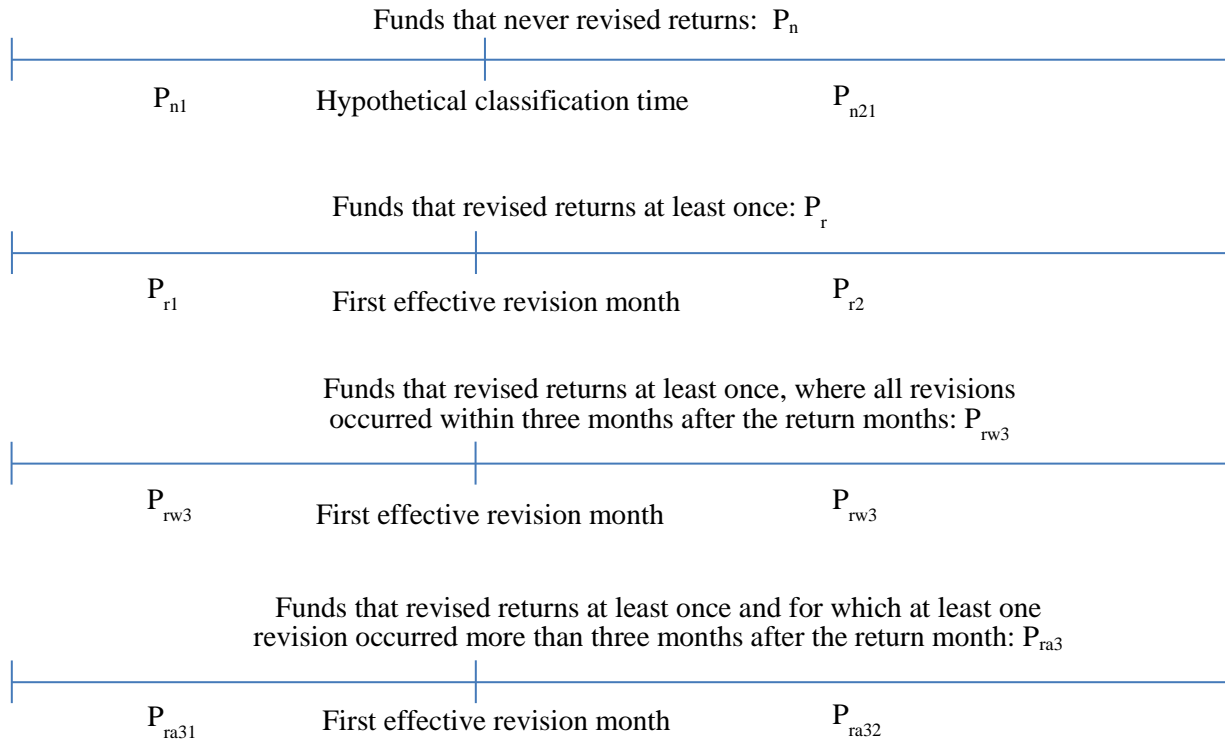 Funds that never revised returns: Pn
Pn1 Hypothetical classification time Pn21
Funds that revised returns at least once: Pr
Pr1 First effective revision month Pr2
Funds that revised returns at least once, where all revisions
occurred within three months after the return months: Prw3
Prw3 First effective revision month Prw3
Funds that revised returns at least once and for which at least one
revision occurred more than three months after the return month: Pra3
Pra31 First effective revision month Pra32